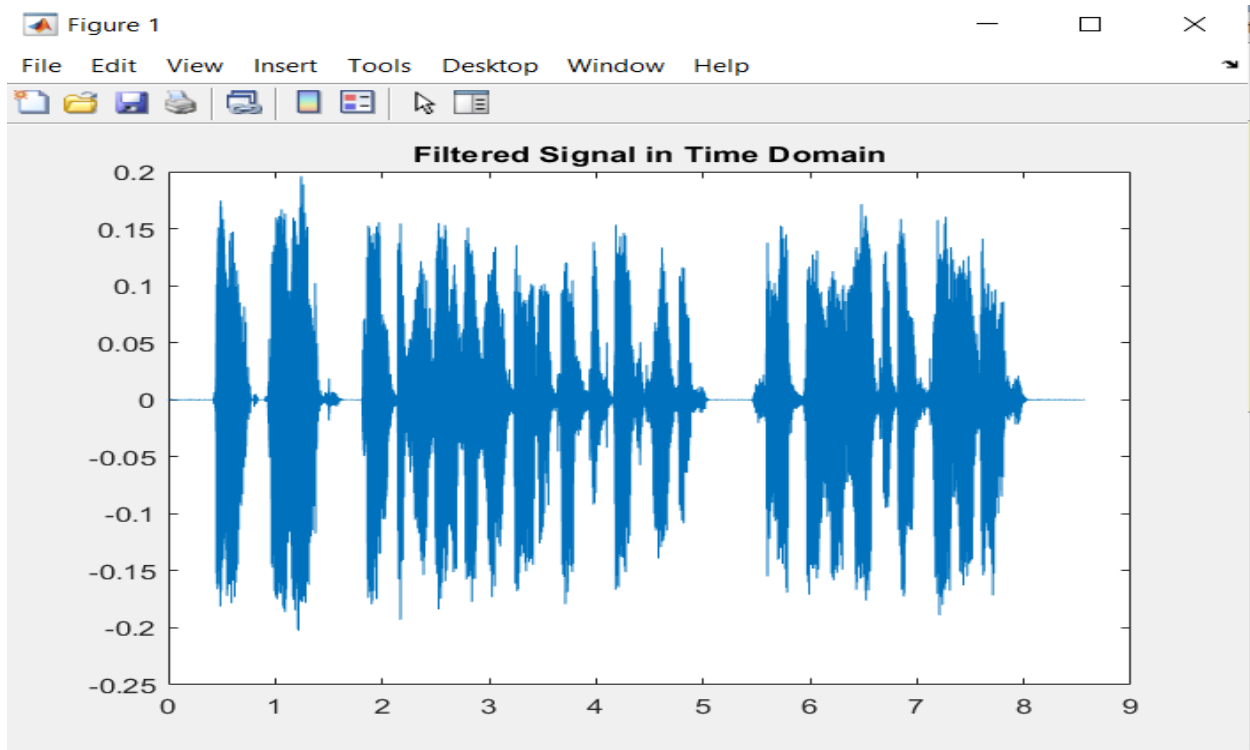 Figure 1
File Edit View Insert Tools Desktop Window Help
Filtered Signal in Time Domain
0.2
0.15
0.1
0.05
0
-0.05
-0.1
-0.15
-0.2
-0.25
0 1 2 3 4 5 6 7 8 9